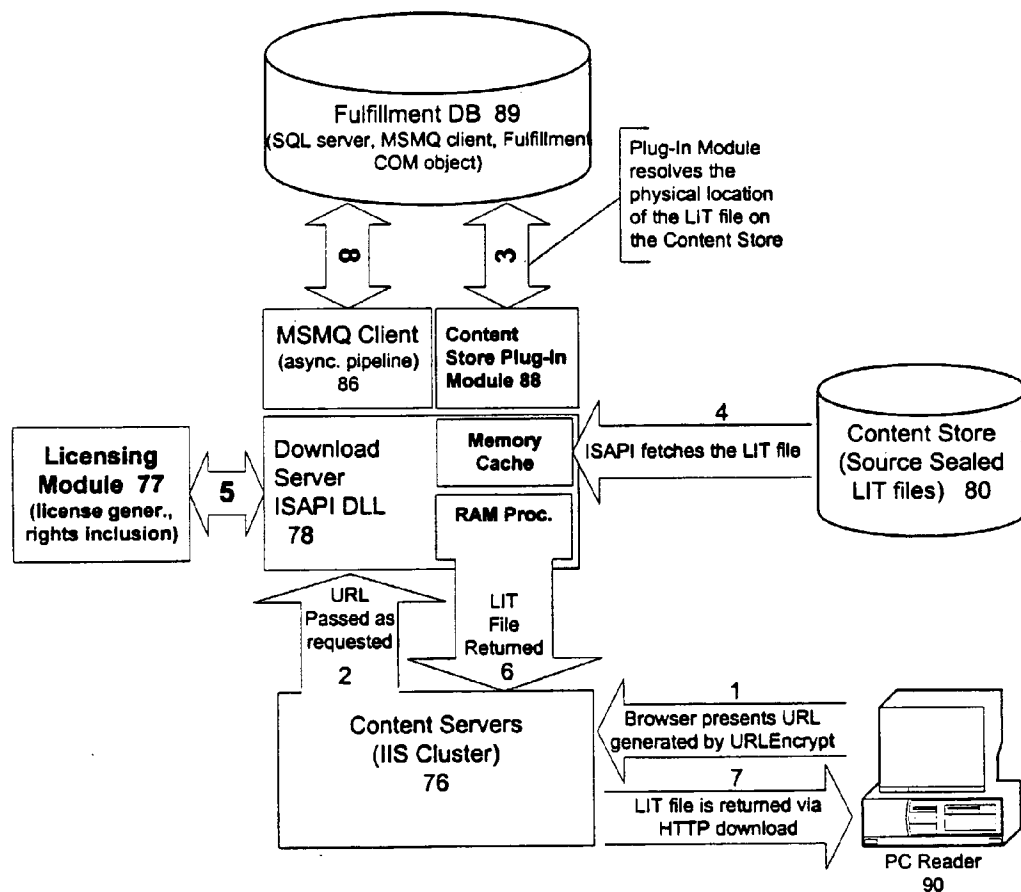 Fulfillment DB 89
(SQL server, MSMQ client, Fulfillment
COM object)
Plug-In Module
resolves the
physical location
of the LIT file on
the Content Store
8
3
MSMQ Client
(async. pipeline)
86
Content
Store Plug-In
Module 88
Licensing
Module 77
(license gener.,
rights inclusion)
5
Download
Server
ISAPI DLL
78
Memory
Cache
RAM Proc.
4
ISAPI fetches the LIT file
Content Store
(Source Sealed
LIT files) 80
URL
Passed as
requested
2
LIT
File
Returned
6
Content Servers
(IIS Cluster)
76
1
Browser presents URL
generated by URLEncrypt
7
LIT file is returned via
HTTP download
PC Reader
90